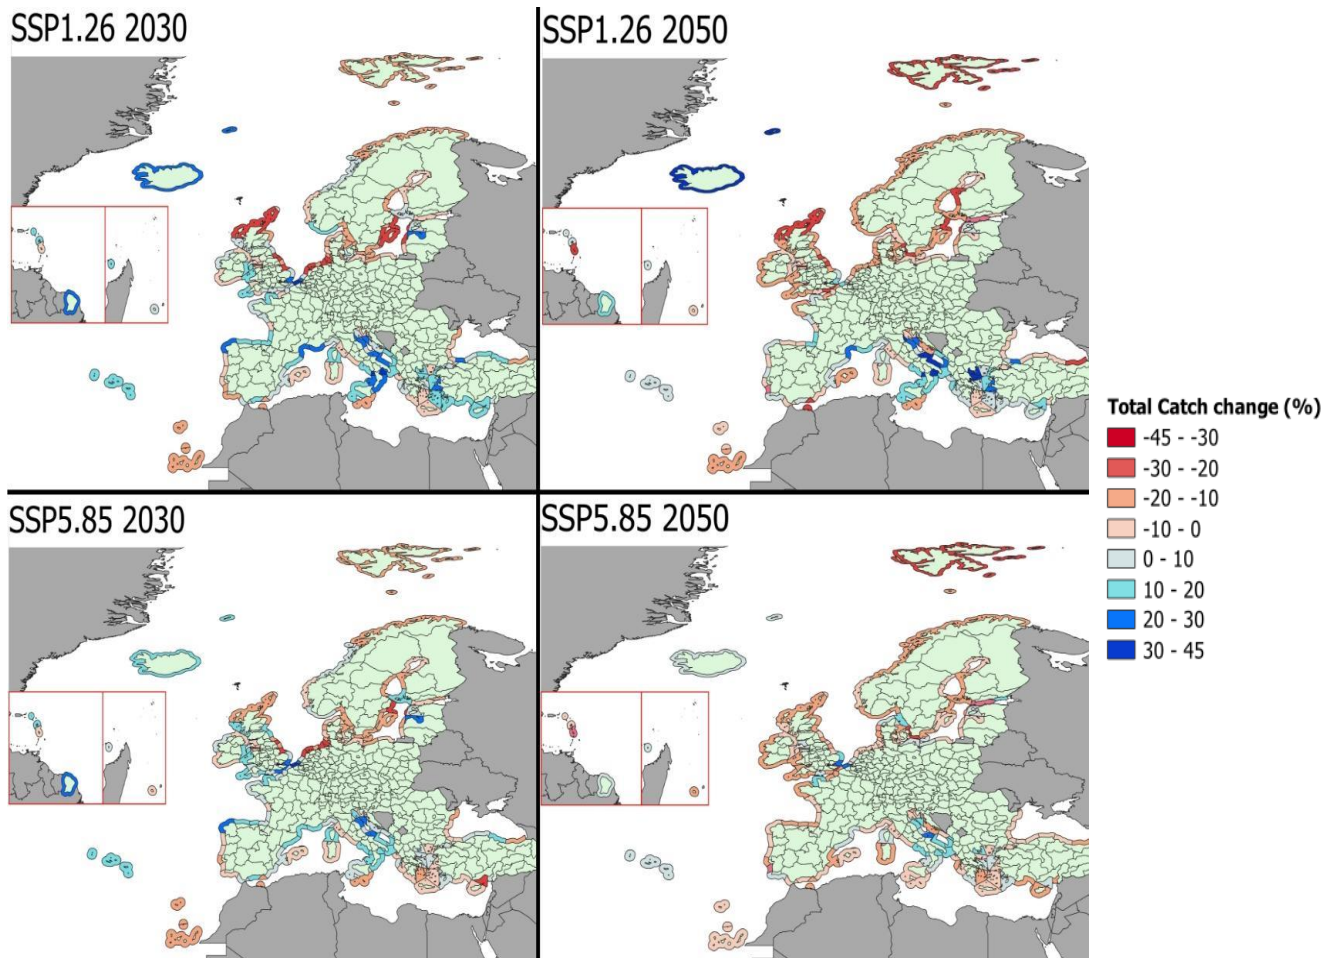 SSP1.26 2030
SSP1.26 2050
SSP5.85 2030
SSP5.85 2050
Total Catch change (%)
-45 - -30
-30 - -20
-20 - -10
-10 - 0
0 - 10
10 - 20
20 - 30
30 - 45